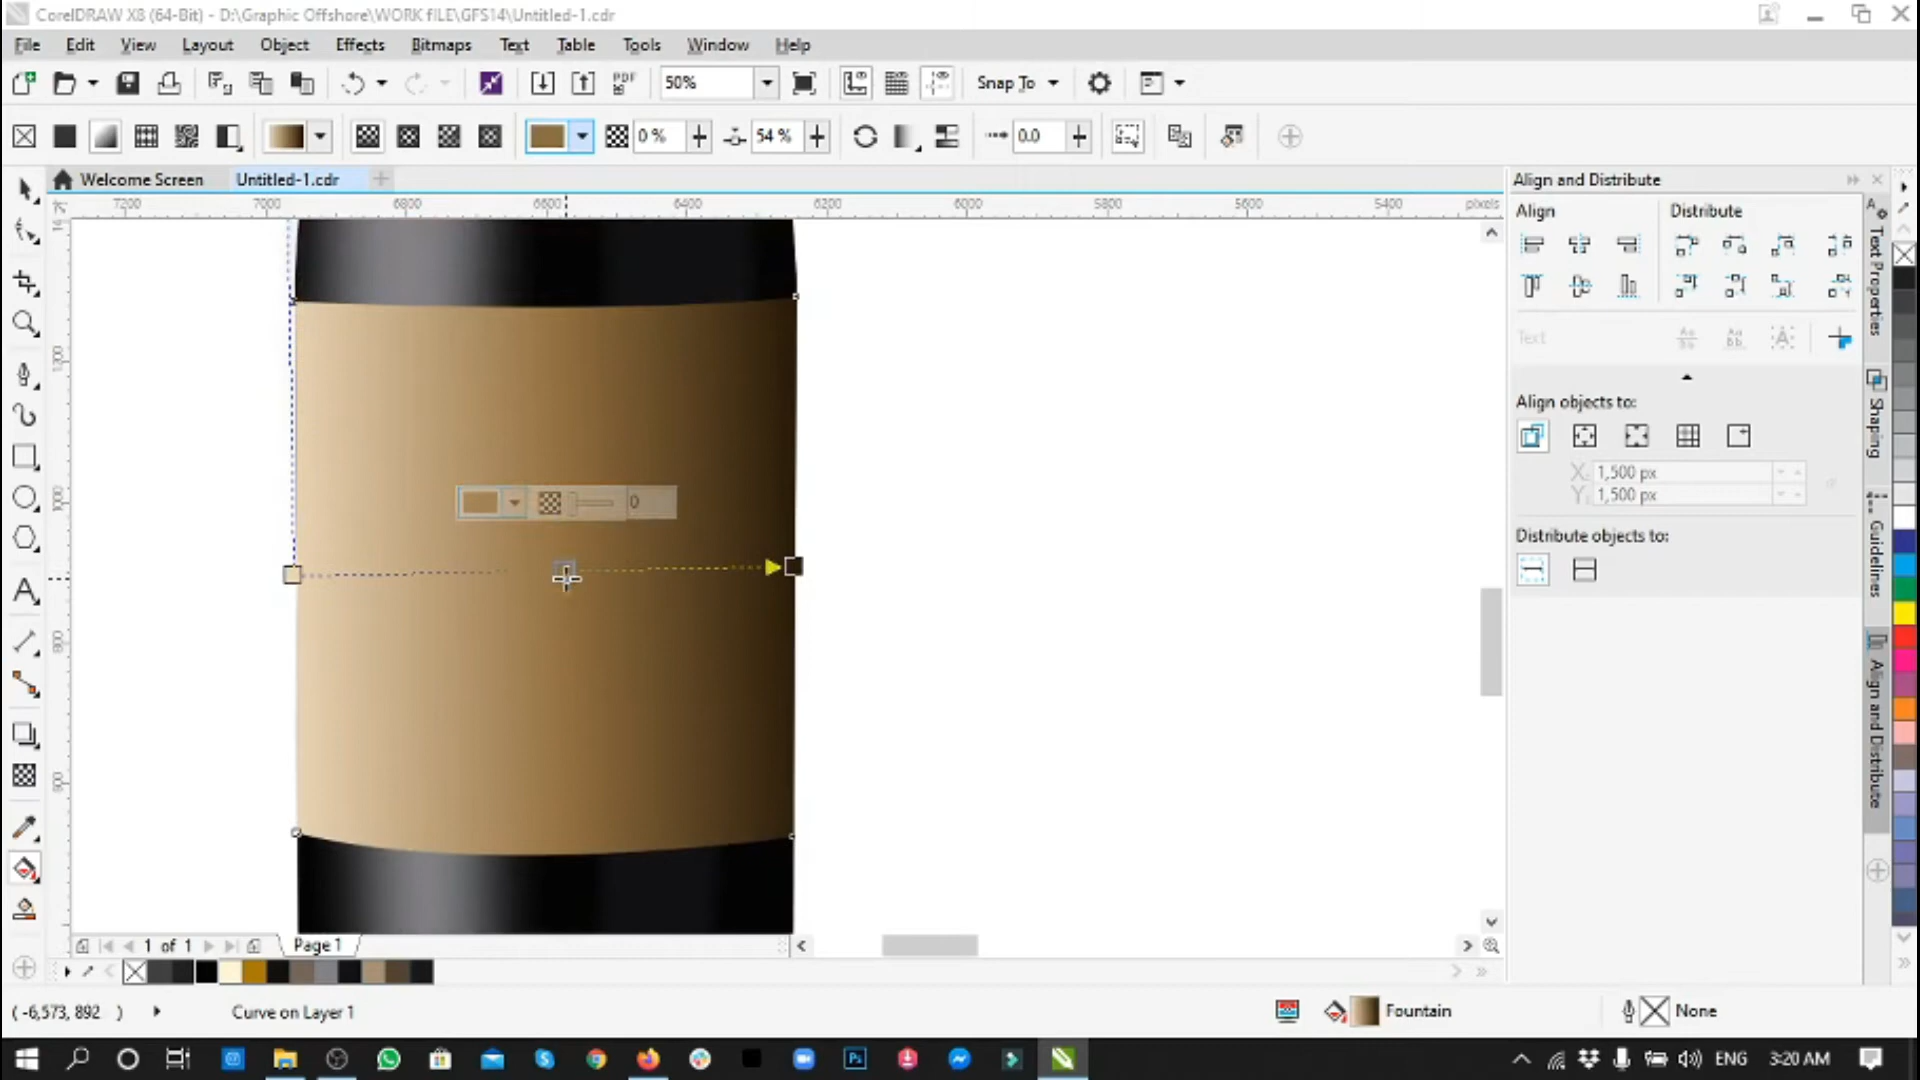 CorelDRAW X8 (64-Bit) - D:\Graphic Offshore\WORK fILE\GFS14\Untitled-1.cdr
File Edit View Layout Object Effects Bitmaps Text Table Tools Window Help
PDF 50% Snap To
0 % 54 % 0.0
Welcome Screen Untitled-1.cdr
Align and Distribute
7200 7000 6800 6600 6400 6200 6000 5800 5600 5400 pixels
Align Distribute
Text
Align objects to:
X: 1,500 px
Y: 1,500 px
Distribute objects to:
0
Text Properties
Shaping
Guidelines
Align and Distribute
1 of 1 Page 1
( -6,573, 892 ) Curve on Layer 1 Fountain None
ENG 3:20 AM